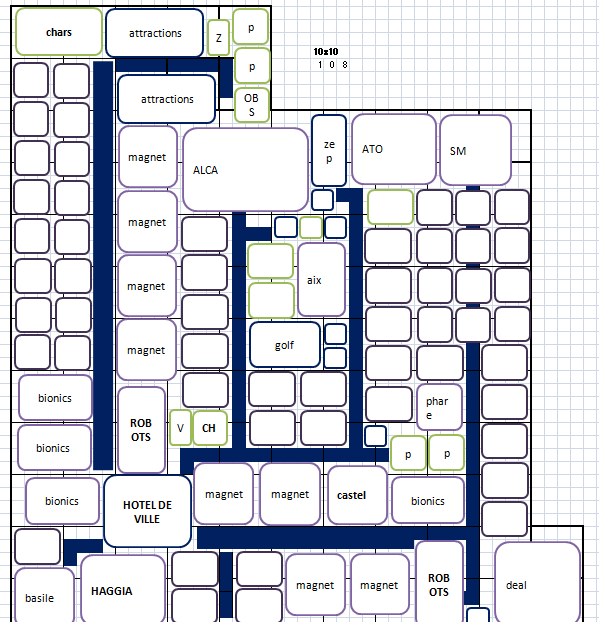 chars
attractions
Z
p
10x10
1 0 8
p
attractions
OB
S
magnet
ALCA
ze
p
ATO
SM
magnet
magnet
aix
magnet
golf
bionics
phar
e
ROB
OTS
V
CH
bionics
p
p
bionics
HOTEL DE
VILLE
magnet
magnet
castel
bionics
basile
HAGGIA
magnet
magnet
ROB
OTS
deal